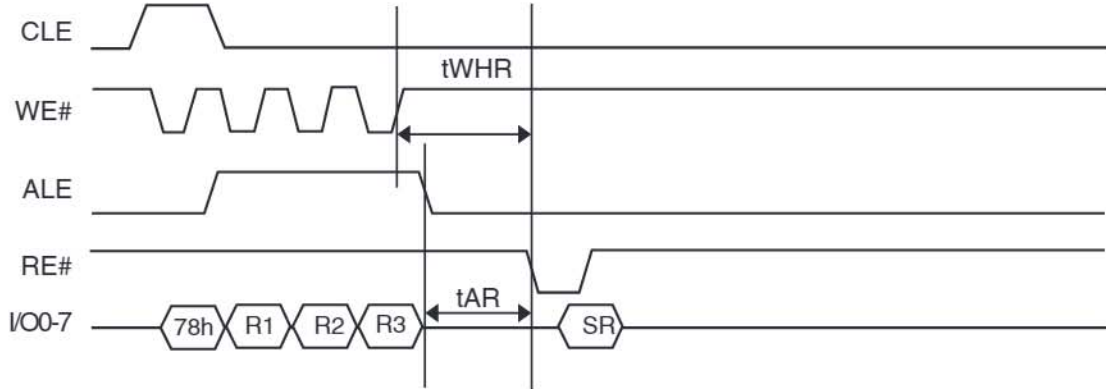 CLE
tWHR
WE#
ALE
RE#
tAR
I/O0-7 78h R1 R2 R3 SR